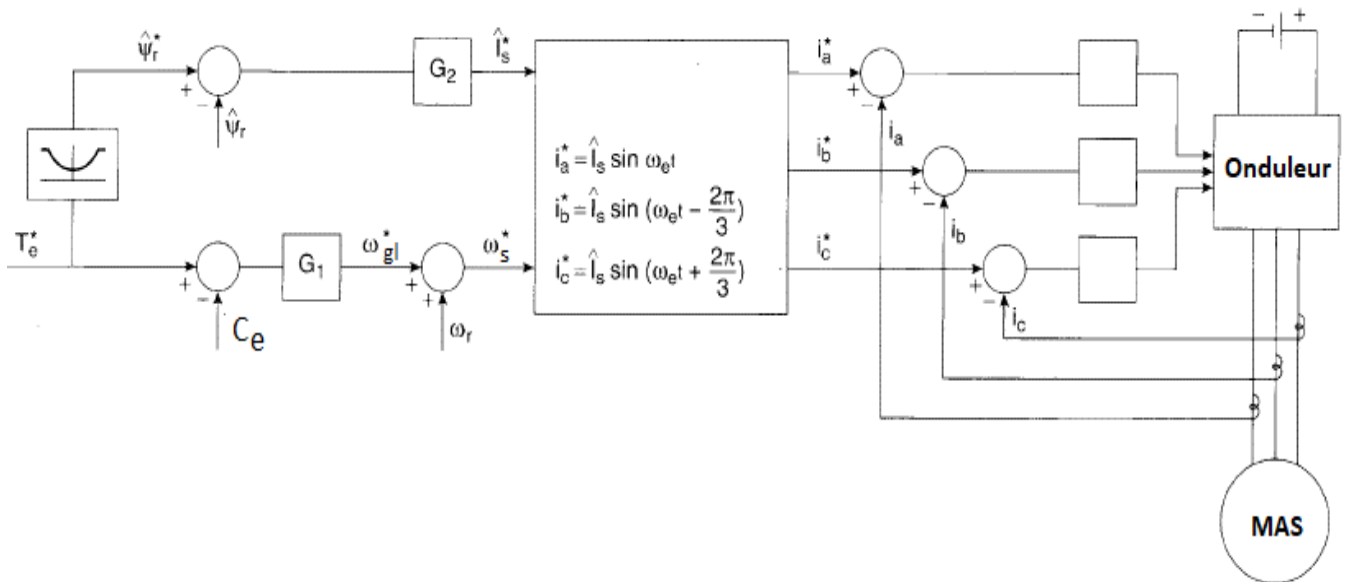 ψ̂r* + − ψ̂r
G2
Îs*
Te* + − Ce
G1
ωgl* + + ωr
ωs*
ia* = Îs sin ωet
ib* = Îs sin (ωet − 2π/3)
ic* = Îs sin (ωet + 2π/3)
ia* + − ia
ib* + − ib
ic* + − ic
− +
Onduleur
MAS